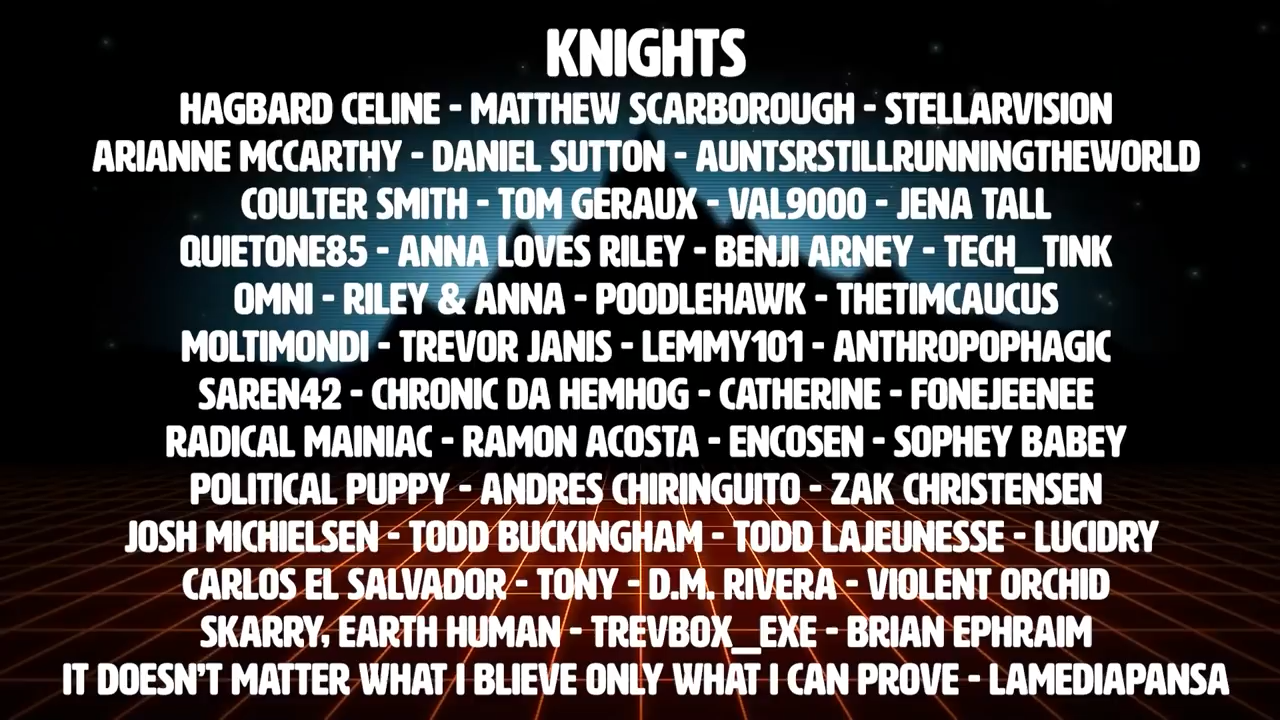 KNIGHTS
HAGBARD CELINE - MATTHEW SCARBOROUGH - STELLARVISION
ARIANNE MCCARTHY - DANIEL SUTTON - AUNTSRSTILLRUNNINGTHEWORLD
COULTER SMITH - TOM GERAUX - VAL9000 - JENA TALL
QUIETONE85 - ANNA LOVES RILEY - BENJI ARNEY - TECH__TINK
OMNI - RILEY & ANNA - POODLEHAWK - THETIMCAUCUS
MOLTIMONDI - TREVOR JANIS - LEMMY101 - ANTHROPOPHAGIC
SAREN42 - CHRONIC DA HEMHOG - CATHERINE - FONEJEENEE
RADICAL MAINIAC - RAMON ACOSTA - ENCOSEN - SOPHEY BABEY
POLITICAL PUPPY - ANDRES CHIRINGUITO - ZAK CHRISTENSEN
JOSH MICHIELSEN - TODD BUCKINGHAM - TODD LAJEUNESSE - LUCIDRY
CARLOS EL SALVADOR - TONY - D.M. RIVERA - VIOLENT ORCHID
SKARRY, EARTH HUMAN - TREVBOX__EXE - BRIAN EPHRAIM
IT DOESN'T MATTER WHAT I BLIEVE ONLY WHAT I CAN PROVE - LAMEDIAPANSA